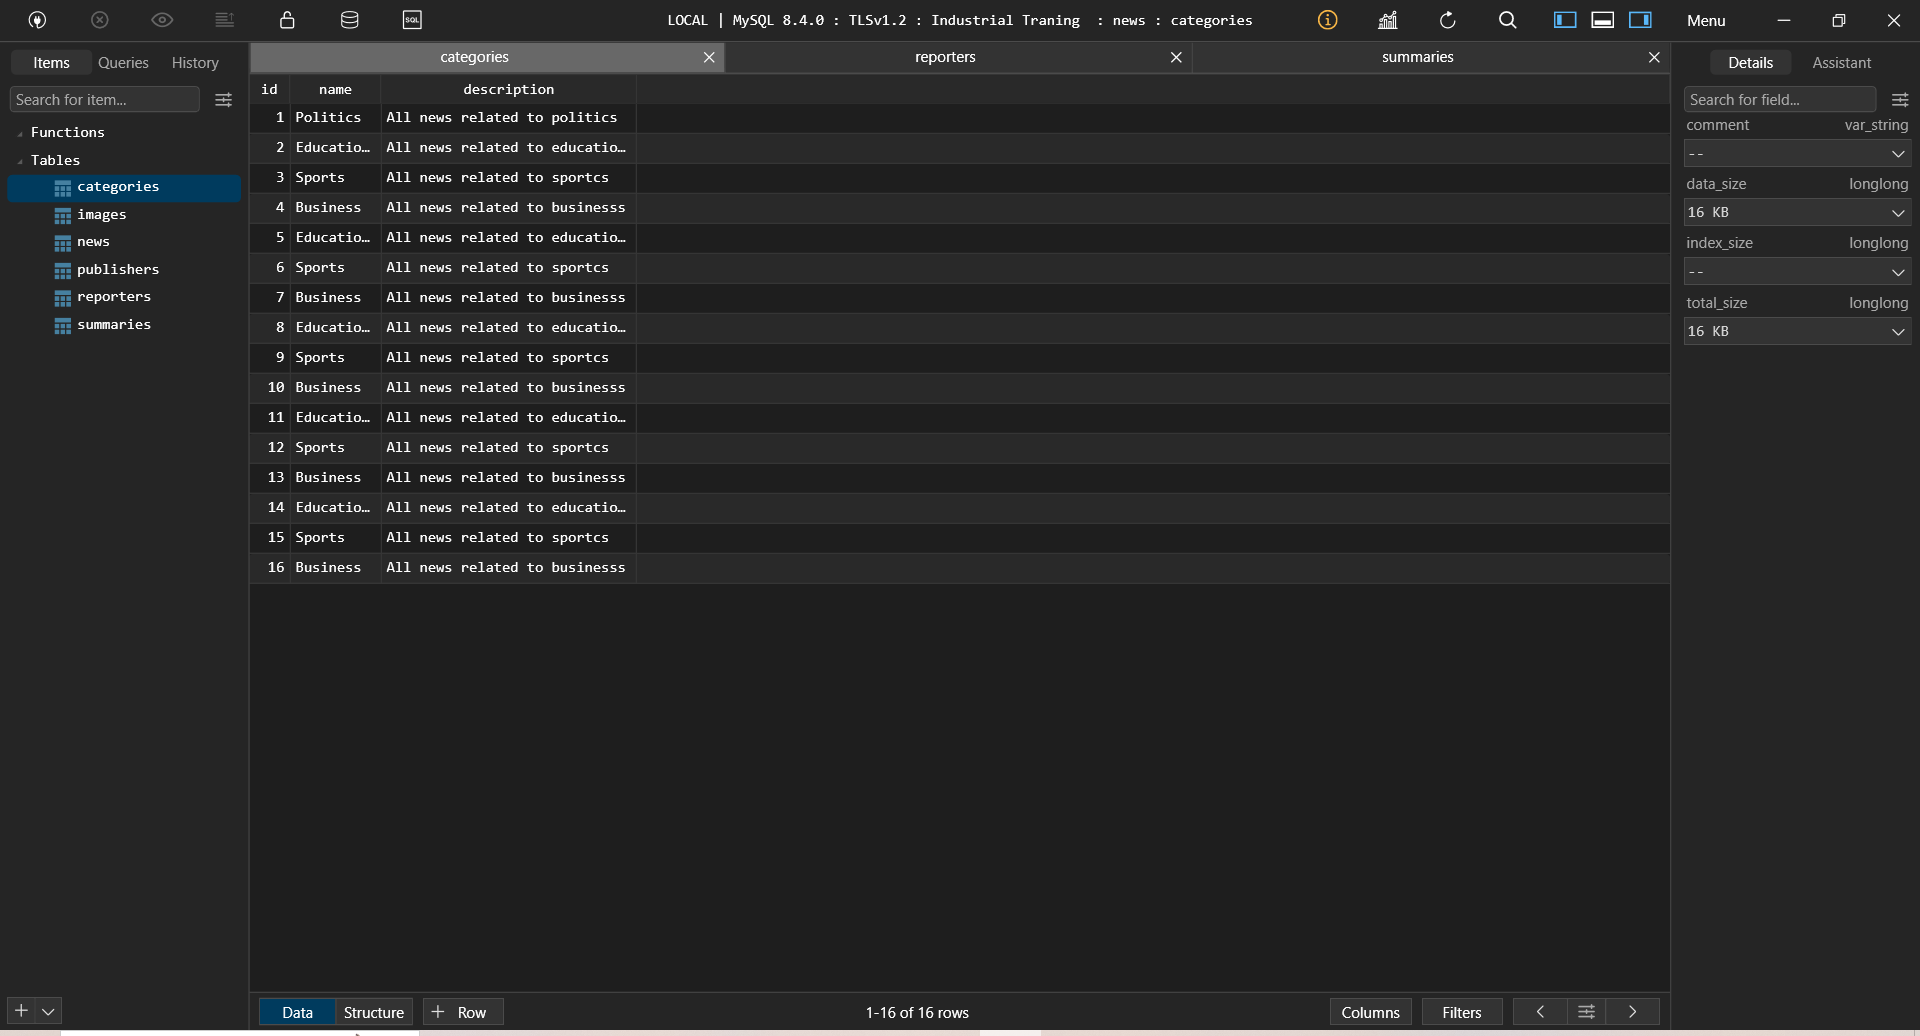 SQL LOCAL | MySQL 8.4.0 : TLSv1.2 : Industrial Traning : news : categories Menu
Items Queries History
categories
reporters
summaries
Details Assistant
Search for item...
Functions
Tables
categories
images
news
publishers
reporters
summaries
id name description
1 Politics All news related to politics
2 Educatio… All news related to educatio…
3 Sports All news related to sportcs
4 Business All news related to businesss
5 Educatio… All news related to educatio…
6 Sports All news related to sportcs
7 Business All news related to businesss
8 Educatio… All news related to educatio…
9 Sports All news related to sportcs
10 Business All news related to businesss
11 Educatio… All news related to educatio…
12 Sports All news related to sportcs
13 Business All news related to businesss
14 Educatio… All news related to educatio…
15 Sports All news related to sportcs
16 Business All news related to businesss
Search for field...
comment var_string
--
data_size longlong
16 KB
index_size longlong
--
total_size longlong
16 KB
Data Structure + Row
1-16 of 16 rows
Columns Filters